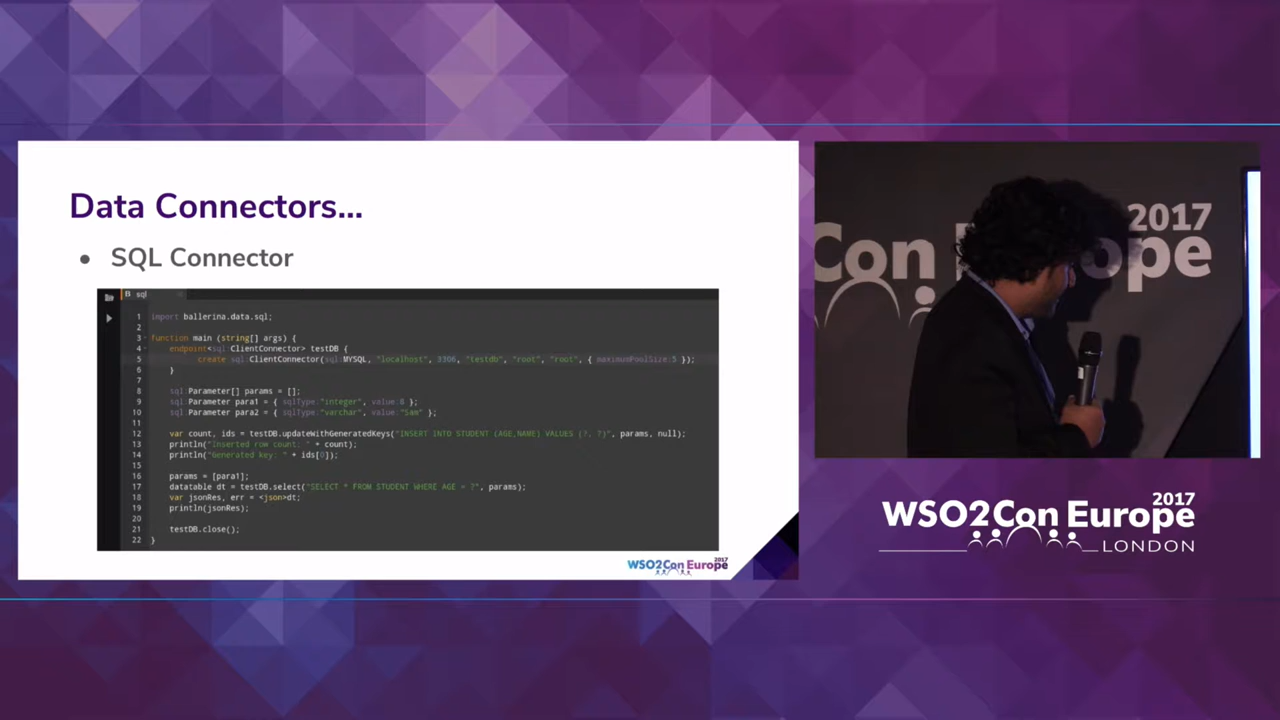 Data Connectors...
• SQL Connector
sql
1 import ballerina.data.sql;
2
3 function main (string[] args) {
4 endpoint<sql:ClientConnector> testDB {
5 create sql:ClientConnector(sql:MYSQL, "localhost", 3306, "testdb", "root", "root", { maximumPoolSize:5 });
6 }
7
8 sql:Parameter[] params = [];
9 sql:Parameter para1 = { sqlType:"integer", value:8 };
10 sql:Parameter para2 = { sqlType:"varchar", value:"Sam" };
11
12 var count, ids = testDB.updateWithGeneratedKeys("INSERT INTO STUDENT (AGE,NAME) VALUES (?, ?)", params, null);
13 println("Inserted row count: " + count);
14 println("Generated key: " + ids[0]);
15
16 params = [para1];
17 datatable dt = testDB.select("SELECT * FROM STUDENT WHERE AGE = ?", params);
18 var jsonRes, err = <json>dt;
19 println(jsonRes);
20
21 testDB.close();
22 }
WSO2Con Europe 2017
2017
Con Europe
WSO2Con Europe 2017
LONDON